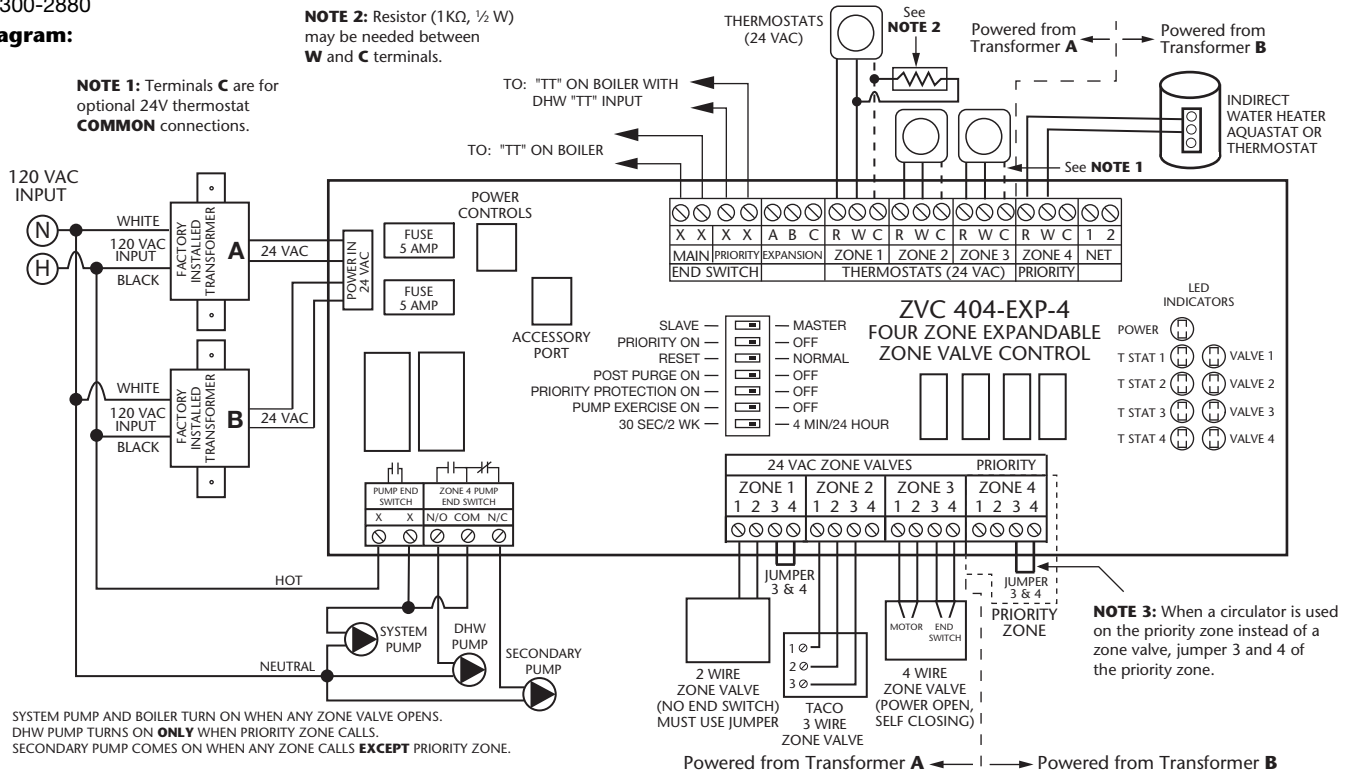 300-2880
agram:
NOTE 2: Resistor (1KΩ, ½ W)
may be needed between
W and C terminals.
NOTE 1: Terminals C are for
optional 24V thermostat
COMMON connections.
THERMOSTATS
(24 VAC)
See
NOTE 2
Powered from
Transformer A
Powered from
Transformer B
TO: "TT" ON BOILER WITH
DHW "TT" INPUT
TO: "TT" ON BOILER
INDIRECT
WATER HEATER
AQUASTAT OR
THERMOSTAT
See NOTE 1
120 VAC
INPUT
N
H
WHITE
120 VAC
INPUT
BLACK
FACTORY
INSTALLED
TRANSFORMER
A
24 VAC
WHITE
120 VAC
INPUT
BLACK
FACTORY
INSTALLED
TRANSFORMER
B
24 VAC
POWER IN
24 VAC
FUSE
5 AMP
FUSE
5 AMP
POWER
CONTROLS
ACCESSORY
PORT
X X X X A B C R W C R W C R W C R W C 1 2
MAIN PRIORITY EXPANSION ZONE 1 ZONE 2 ZONE 3 ZONE 4 NET
END SWITCH THERMOSTATS (24 VAC) PRIORITY
ZVC 404-EXP-4
FOUR ZONE EXPANDABLE
ZONE VALVE CONTROL
SLAVE MASTER
PRIORITY ON OFF
RESET NORMAL
POST PURGE ON OFF
PRIORITY PROTECTION ON OFF
PUMP EXERCISE ON OFF
30 SEC/2 WK 4 MIN/24 HOUR
LED
INDICATORS
POWER
T STAT 1 VALVE 1
T STAT 2 VALVE 2
T STAT 3 VALVE 3
T STAT 4 VALVE 4
PUMP END
SWITCH
ZONE 4 PUMP
END SWITCH
X X N/O COM N/C
24 VAC ZONE VALVES PRIORITY
ZONE 1 ZONE 2 ZONE 3 ZONE 4
1 2 3 4 1 2 3 4 1 2 3 4 1 2 3 4
HOT
NEUTRAL
SYSTEM
PUMP
DHW
PUMP
SECONDARY
PUMP
JUMPER
3 & 4
2 WIRE
ZONE VALVE
(NO END SWITCH)
MUST USE JUMPER
1
2
3
TACO
3 WIRE
ZONE VALVE
MOTOR
END
SWITCH
4 WIRE
ZONE VALVE
(POWER OPEN,
SELF CLOSING)
JUMPER
3 & 4
PRIORITY
ZONE
NOTE 3: When a circulator is used
on the priority zone instead of a
zone valve, jumper 3 and 4 of
the priority zone.
SYSTEM PUMP AND BOILER TURN ON WHEN ANY ZONE VALVE OPENS.
DHW PUMP TURNS ON ONLY WHEN PRIORITY ZONE CALLS.
SECONDARY PUMP COMES ON WHEN ANY ZONE CALLS EXCEPT PRIORITY ZONE.
Powered from Transformer A
Powered from Transformer B